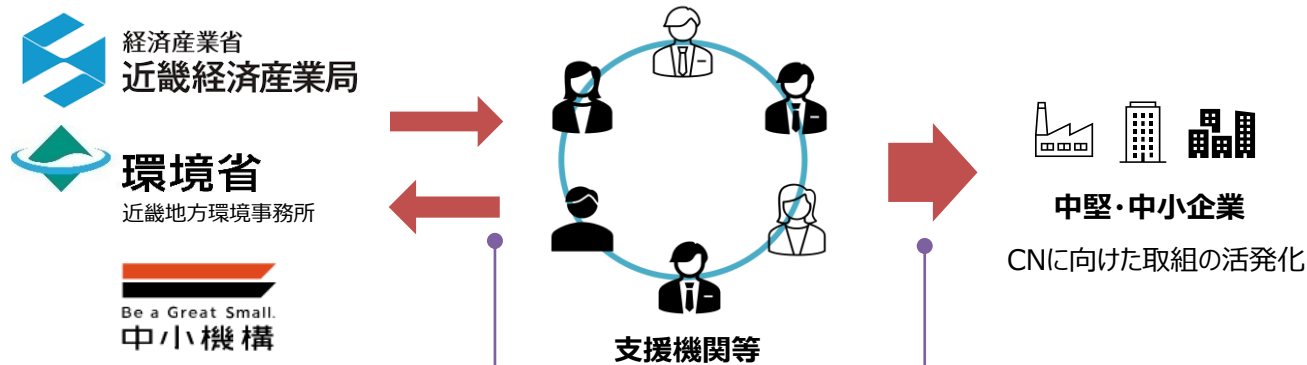 経済産業省
近畿経済産業局
環境省
近畿地方環境事務所
Be a Great Small.
中小機構
支援機関等
中堅・中小企業
CNに向けた取組の活発化